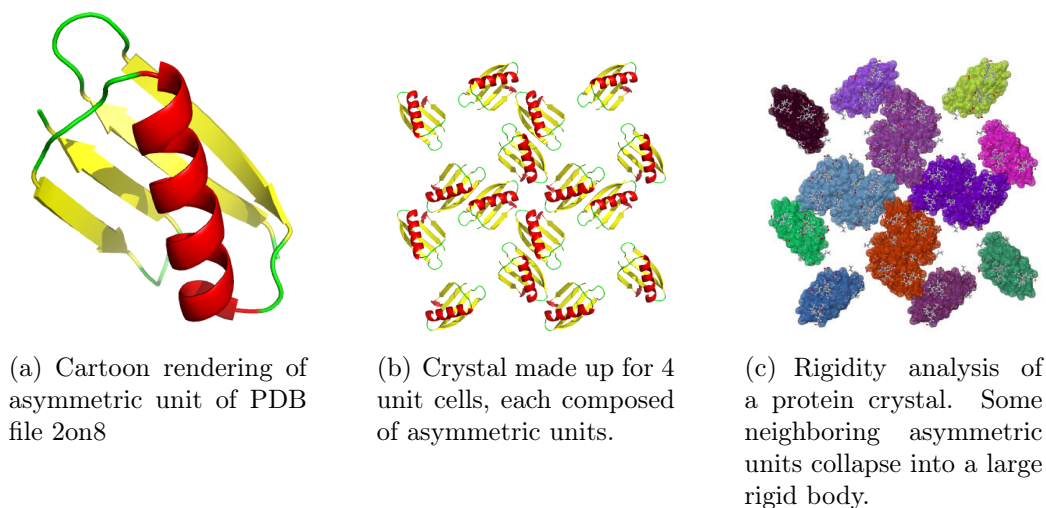 (a) Cartoon rendering of
asymmetric unit of PDB
file 2on8
(b) Crystal made up for 4
unit cells, each composed
of asymmetric units.
(c) Rigidity analysis of
a protein crystal. Some
neighboring asymmetric
units collapse into a large
rigid body.